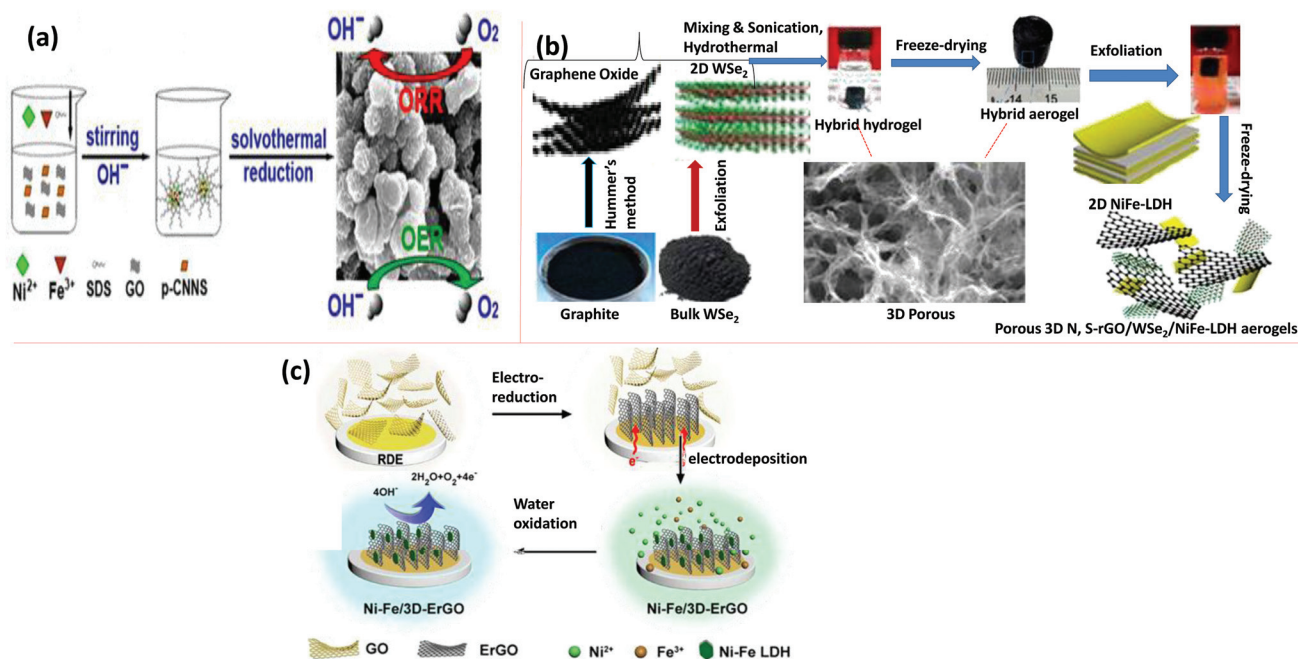 (a)
OH⁻
O₂
ORR
stirring
OH⁻
solvothermal
reduction
OER
OH⁻
O₂
Ni²⁺ Fe³⁺ SDS GO p-CNNS
(b)
Mixing & Sonication,
Hydrothermal
Graphene Oxide
2D WSe₂
Freeze-drying
Exfoliation
Hybrid hydrogel
14 15
Hybrid aerogel
Hummer's
method
Exfoliation
Freeze-drying
2D NiFe-LDH
Graphite
Bulk WSe₂
3D Porous
Porous 3D N, S-rGO/WSe₂/NiFe-LDH aerogels
(c)
Electro-
reduction
RDE
e⁻
electrodeposition
2H₂O+O₂+4e⁻
4OH⁻
Water
oxidation
Ni-Fe/3D-ErGO
Ni-Fe/3D-ErGO
GO ErGO Ni²⁺ Fe³⁺ Ni-Fe LDH